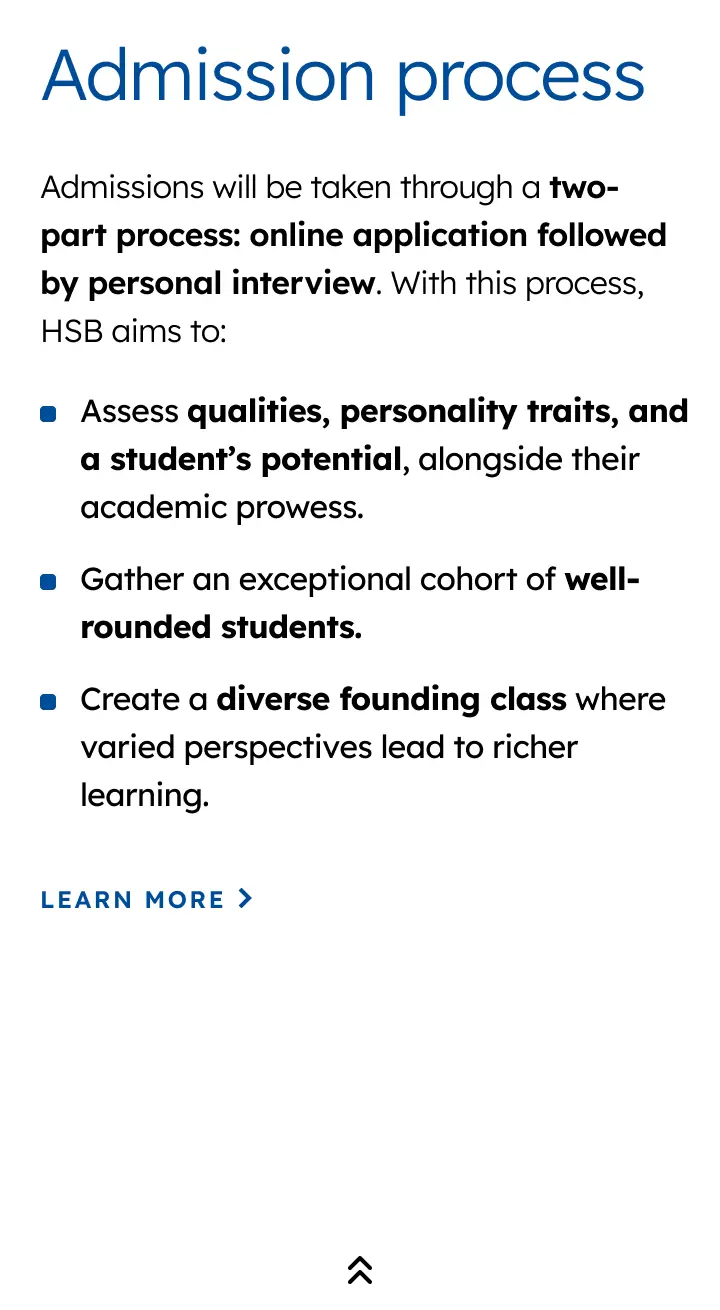 Admission process
Admissions will be taken through a two-
part process: online application followed
by personal interview. With this process,
HSB aims to:
Assess qualities, personality traits, and
a student’s potential, alongside their
academic prowess.
Gather an exceptional cohort of well-
rounded students.
Create a diverse founding class where
varied perspectives lead to richer
learning.
LEARN MORE